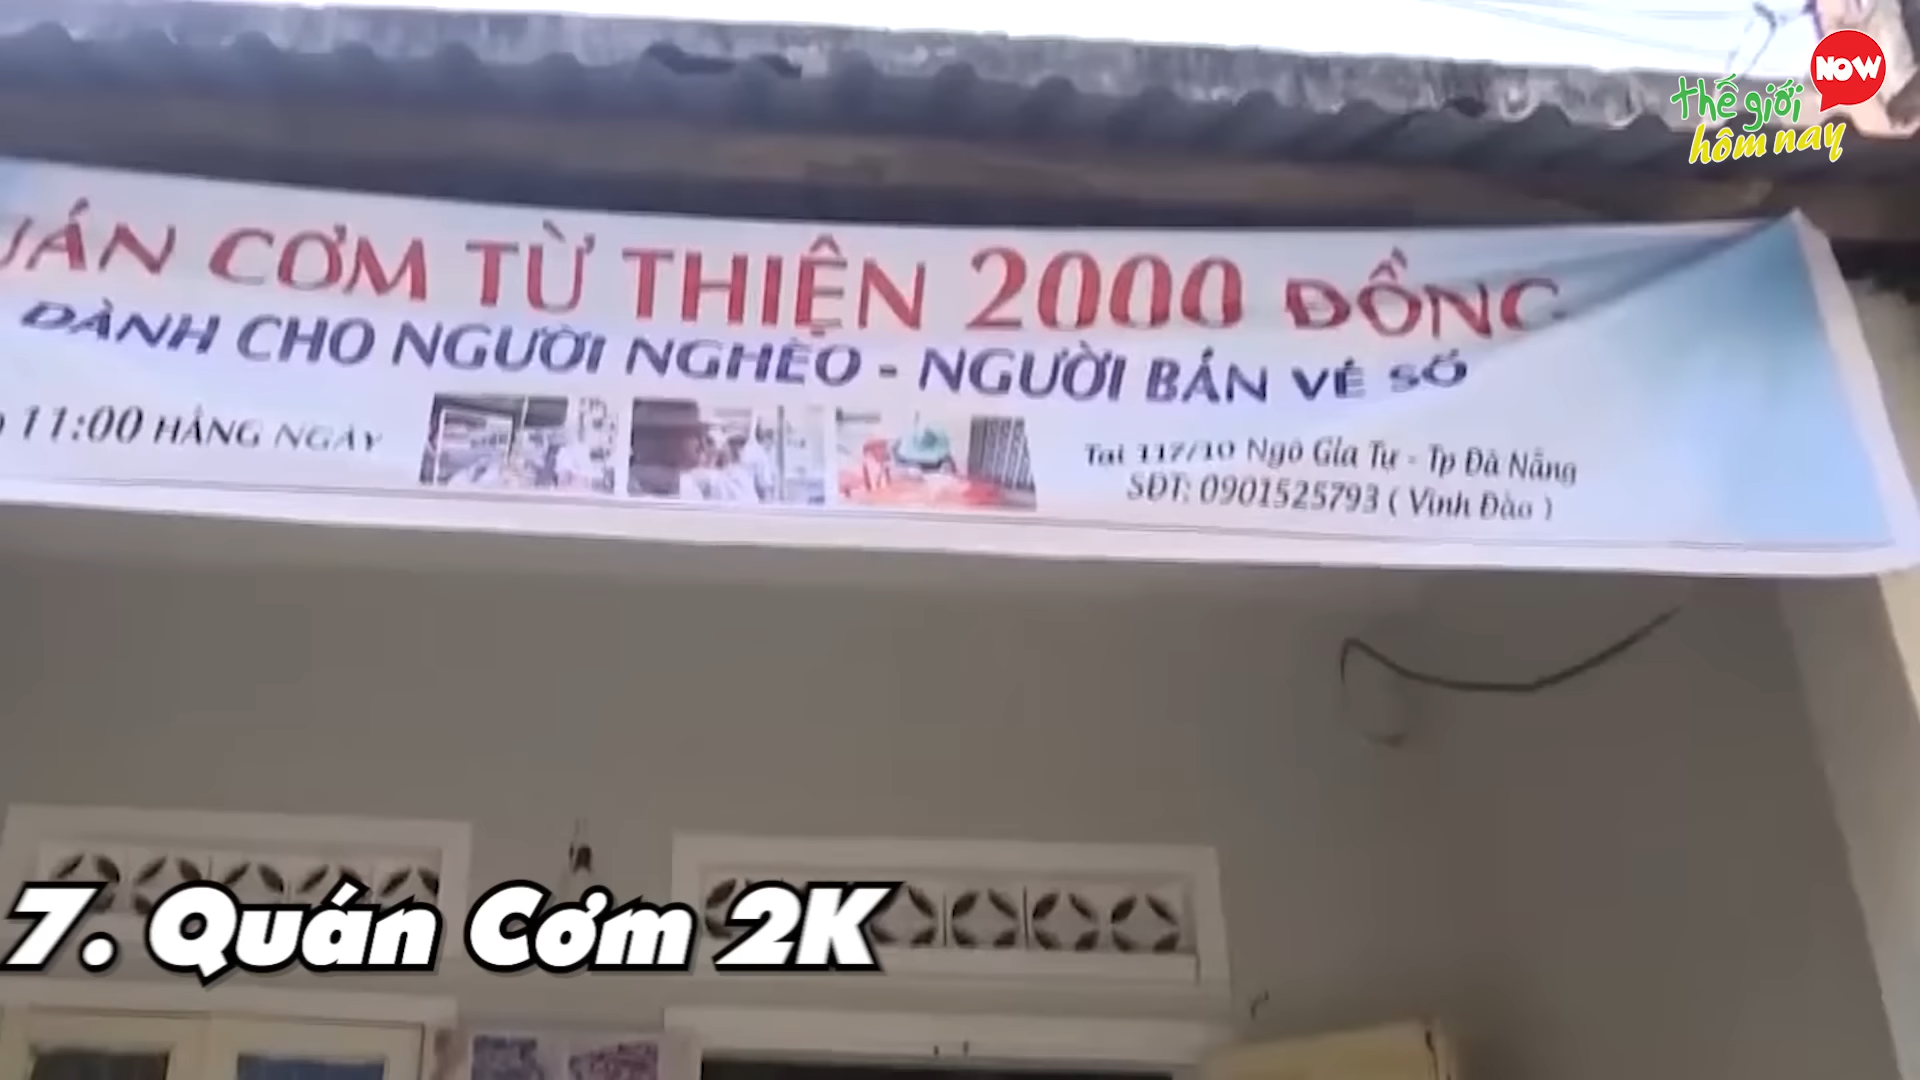 NOW
thế giới
hôm nay
QUÁN CƠM TỪ THIỆN 2000 ĐỒNG
DÀNH CHO NGƯỜI NGHÈO - NGƯỜI BÁN VÉ SỐ
11:00 HẰNG NGÀY
Tại 117/10 Ngô Gia Tự - Tp Đà Nẵng
SĐT: 0901525793 ( Vinh Đào )
7. Quán Cơm 2K